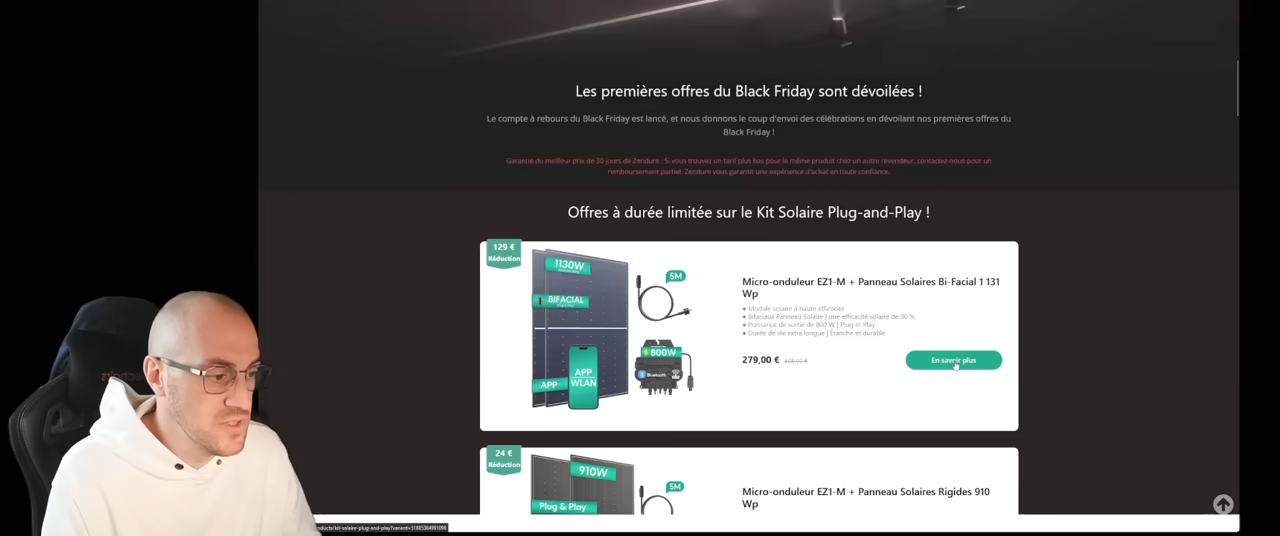 Les premières offres du Black Friday sont dévoilées !
Le compte à rebours du Black Friday est lancé, et nous donnons le coup d'envoi des célébrations en dévoilant nos premières offres du
Black Friday !
Garantie du meilleur prix de 30 jours de Zendure : Si vous trouvez un tarif plus bas pour le même produit chez un autre revendeur, contactez-nous pour un
remboursement partiel. Zendure vous garantit une expérience d'achat en toute confiance.
Offres à durée limitée sur le Kit Solaire Plug-and-Play !
129 €
Réduction
1130W
BIFACIAL
5M
800W
Bluetooth
APP
APP
WLAN
Micro-onduleur EZ1-M + Panneau Solaires Bi-Facial 1 131
Wp
● Module solaire à haute efficacité
● Bifaciaux Panneau Solaire | une efficacité solaire de 30 %
● Puissance de sortie de 800 W | Plug et Play
● Durée de vie extra longue | Étanche et durable
279,00 € 408,00 €
En savoir plus
24 €
Réduction
910W
Plug & Play
5M
Micro-onduleur EZ1-M + Panneau Solaires Rigides 910
Wp